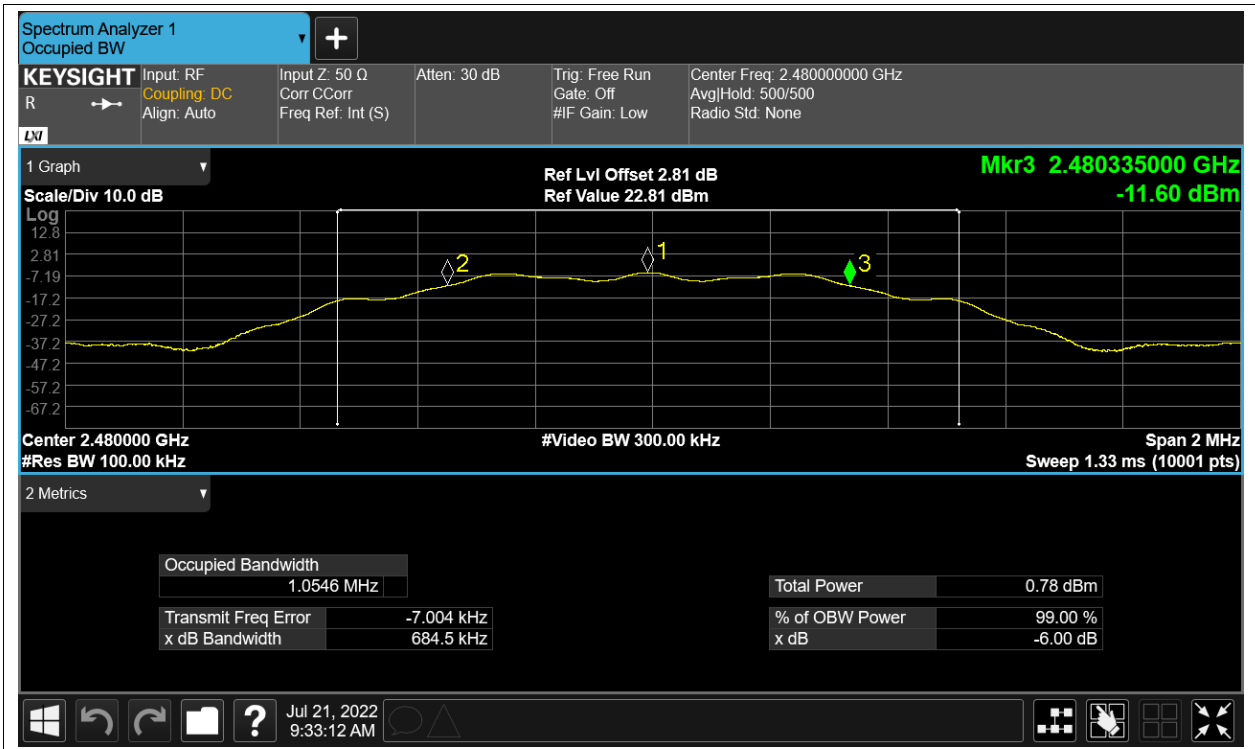 Spectrum Analyzer 1
Occupied BW
KEYSIGHT
R
LXI
Input: RF
Coupling: DC
Align: Auto
Input Z: 50 Ω
Corr CCorr
Freq Ref: Int (S)
Atten: 30 dB
Trig: Free Run
Gate: Off
#IF Gain: Low
Center Freq: 2.480000000 GHz
Avg|Hold: 500/500
Radio Std: None
1 Graph
Scale/Div 10.0 dB
Ref Lvl Offset 2.81 dB
Ref Value 22.81 dBm
Mkr3 2.480335000 GHz
-11.60 dBm
Log
12.8
2.81
-7.19
-17.2
-27.2
-37.2
-47.2
-57.2
-67.2
2
1
3
Center 2.480000 GHz
#Video BW 300.00 kHz
Span 2 MHz
#Res BW 100.00 kHz
Sweep 1.33 ms (10001 pts)
2 Metrics
Occupied Bandwidth
1.0546 MHz
Total Power 0.78 dBm
Transmit Freq Error -7.004 kHz
% of OBW Power 99.00 %
x dB Bandwidth 684.5 kHz
x dB -6.00 dB
?
Jul 21, 2022
9:33:12 AM